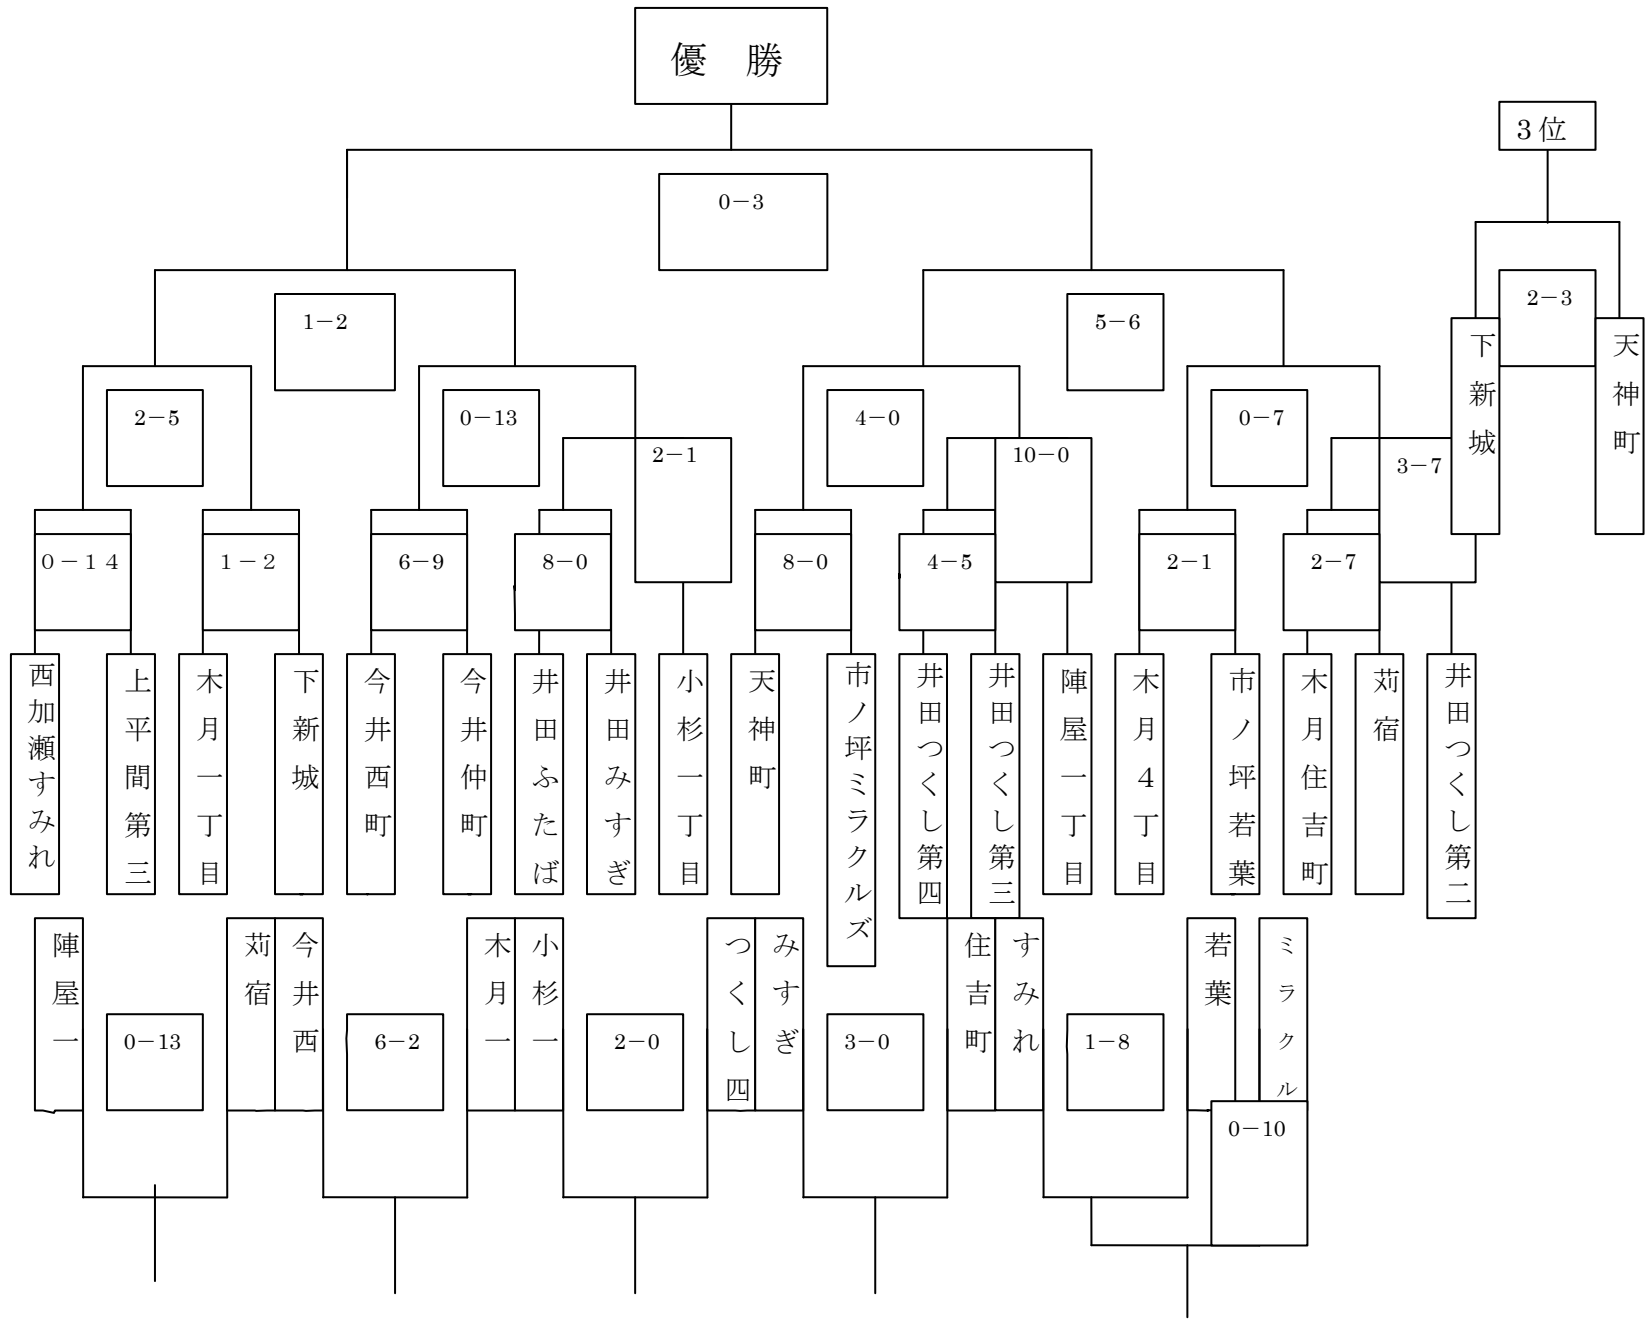 優 勝
3位
0-3
2-3
1-2
5-6
下新城
天神町
2-5
0-13
4-0
0-7
2-1
10-0
3-7
0-14
1-2
6-9
8-0
8-0
4-5
2-1
2-7
西加瀬すみれ
上平間第三
木月一丁目
下新城
今井西町
今井仲町
井田ふたば
井田みすぎ
小杉一丁目
天神町
市ノ坪ミラクルズ
井田つくし第四
井田つくし第三
陣屋一丁目
木月4丁目
市ノ坪若葉
木月住吉町
苅宿
井田つくし第二
陣屋一
0-13
苅宿
今井西
6-2
木月一
小杉一
2-0
つくし四
みすぎ
3-0
住吉町
すみれ
1-8
若葉
ミラクル
0-10